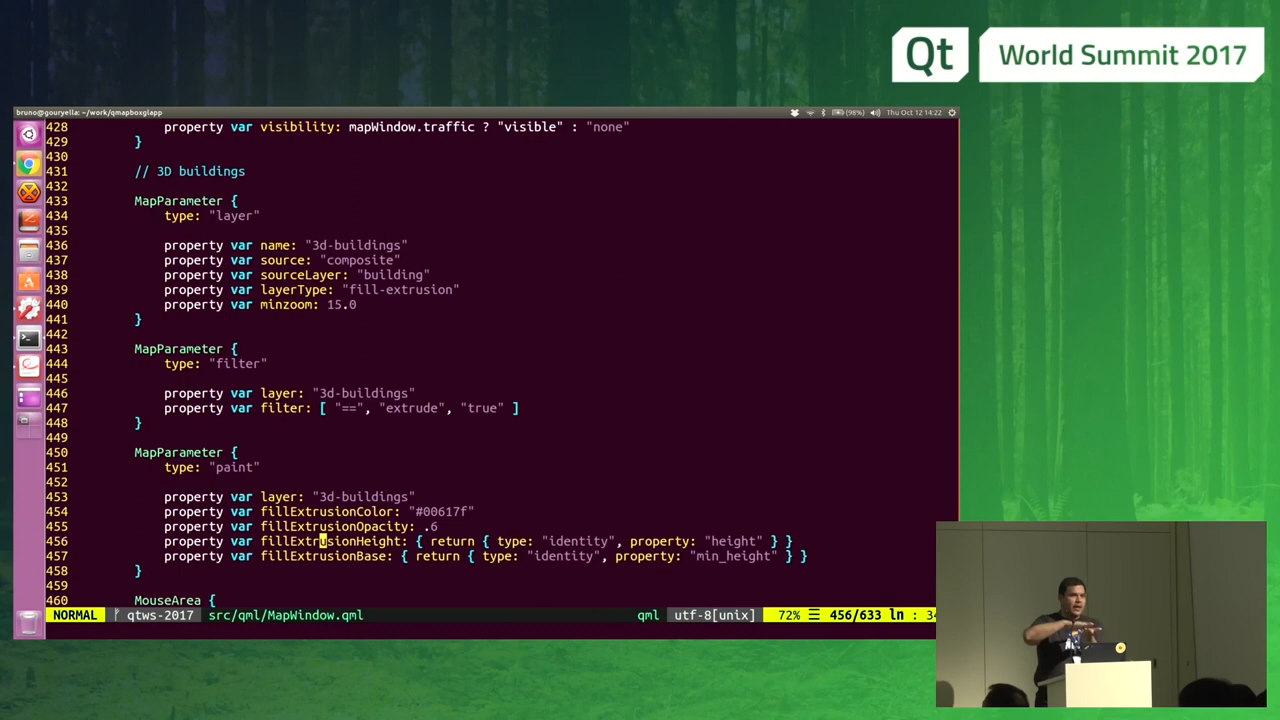 Qt World Summit 2017
bruno@gouryella: ~/work/qmapboxglapp
(98%) Thu Oct 12 14:22
428 property var visibility: mapWindow.traffic ? "visible" : "none"
429 }
430
431 // 3D buildings
432
433 MapParameter {
434 type: "layer"
435
436 property var name: "3d-buildings"
437 property var source: "composite"
438 property var sourceLayer: "building"
439 property var layerType: "fill-extrusion"
440 property var minzoom: 15.0
441 }
442
443 MapParameter {
444 type: "filter"
445
446 property var layer: "3d-buildings"
447 property var filter: [ "==", "extrude", "true" ]
448 }
449
450 MapParameter {
451 type: "paint"
452
453 property var layer: "3d-buildings"
454 property var fillExtrusionColor: "#00617f"
455 property var fillExtrusionOpacity: .6
456 property var fillExtrusionHeight: { return { type: "identity", property: "height" } }
457 property var fillExtrusionBase: { return { type: "identity", property: "min_height" } }
458 }
459
460 MouseArea {
NORMAL qtws-2017 src/qml/MapWindow.qml qml utf-8[unix] 72% ☰ 456/633 ln :